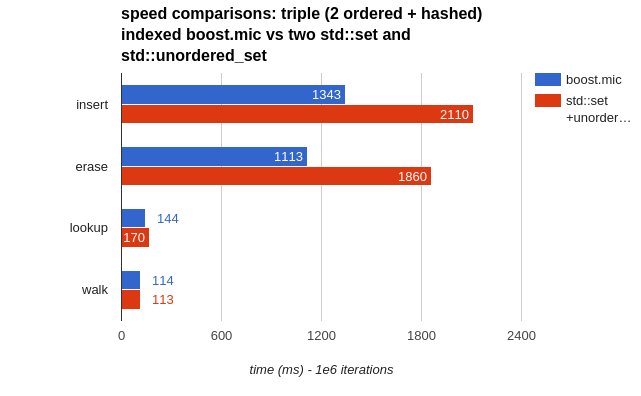 speed comparisons: triple (2 ordered + hashed)
indexed boost.mic vs two std::set and
std::unordered_set
boost.mic
std::set
+unorder…
insert
1343
2110
erase
1113
1860
lookup
144
170
walk
114
113
0 600 1200 1800 2400
time (ms) - 1e6 iterations